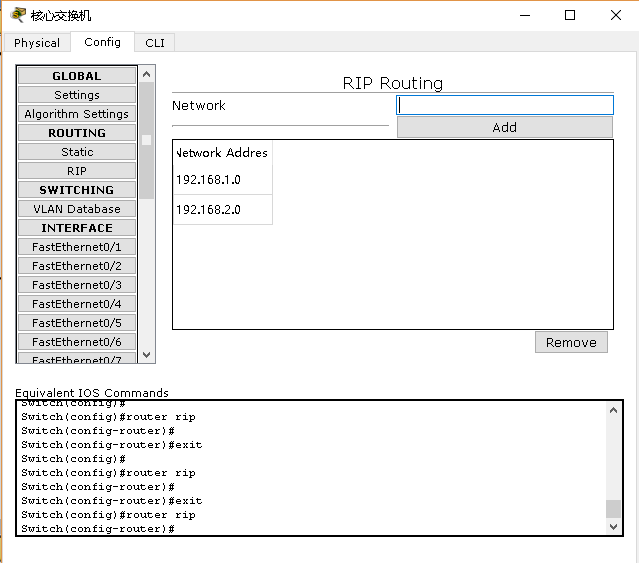 核心交换机
Physical Config CLI
GLOBAL
Settings
Algorithm Settings
ROUTING
Static
RIP
SWITCHING
VLAN Database
INTERFACE
FastEthernet0/1
FastEthernet0/2
FastEthernet0/3
FastEthernet0/4
FastEthernet0/5
FastEthernet0/6
FastEthernet0/7
RIP Routing
Network
Add
Network Addres
192.168.1.0
192.168.2.0
Remove
Equivalent IOS Commands
Switch(config)#
Switch(config)#router rip
Switch(config-router)#
Switch(config-router)#exit
Switch(config)#
Switch(config)#router rip
Switch(config-router)#
Switch(config-router)#exit
Switch(config)#router rip
Switch(config-router)#